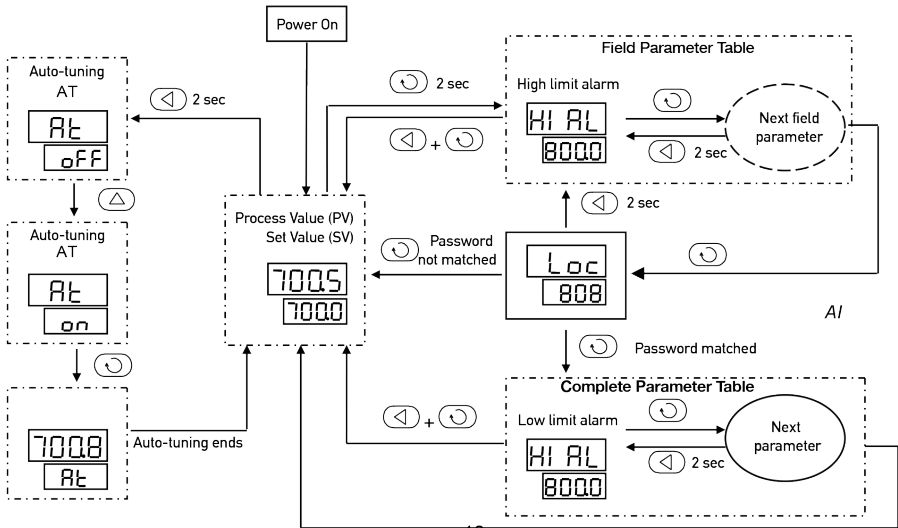 Power On
Field Parameter Table
Auto-tuning
AT
At
oFF
2 sec
2 sec
High limit alarm
HI AL
800.0
+
2 sec
Next field
parameter
Auto-tuning
AT
At
on
Process Value (PV)
Set Value (SV)
700.5
700.0
Password
not matched
2 sec
Loc
808
AI
Password matched
Complete Parameter Table
700.8
At
Auto-tuning ends
+
Low limit alarm
HI AL
800.0
2 sec
Next
parameter